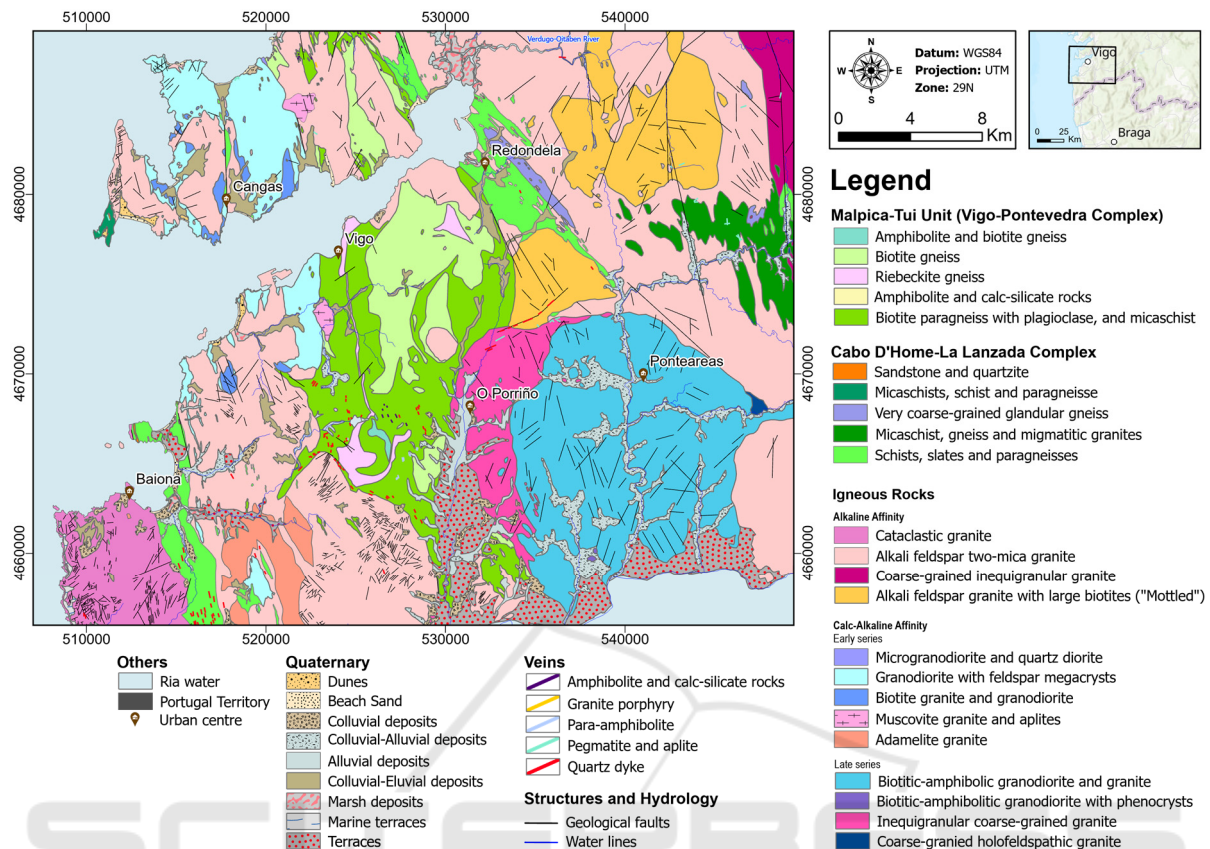 510000
520000
530000
540000
Verdugo-Oitaben River
Redondela
Cangas
Vigo
Ponteareas
O Porriño
Baiona
4680000
4670000
4660000
4680000
4670000
4660000
510000
520000
530000
540000
N
W
E
S
Datum: WGS84
Projection: UTM
Zone: 29N
0
4
8
Km
Vigo
Braga
0
25
Km
Legend
Malpica-Tui Unit (Vigo-Pontevedra Complex)
Amphibolite and biotite gneiss
Biotite gneiss
Riebeckite gneiss
Amphibolite and calc-silicate rocks
Biotite paragneiss with plagioclase, and micaschist
Cabo D'Home-La Lanzada Complex
Sandstone and quartzite
Micaschists, schist and paragneisse
Very coarse-grained glandular gneiss
Micaschist, gneiss and migmatitic granites
Schists, slates and paragneisses
Igneous Rocks
Alkaline Affinity
Cataclastic granite
Alkali feldspar two-mica granite
Coarse-grained inequigranular granite
Alkali feldspar granite with large biotites ("Mottled")
Calc-Alkaline Affinity
Early series
Microgranodiorite and quartz diorite
Granodiorite with feldspar megacrysts
Biotite granite and granodiorite
Muscovite granite and aplites
Adamelite granite
Late series
Biotitic-amphibolic granodiorite and granite
Biotitic-amphibolitic granodiorite with phenocrysts
Inequigranular coarse-grained granite
Coarse-granied holofeldspathic granite
Others
Ria water
Portugal Territory
Urban centre
Quaternary
Dunes
Beach Sand
Colluvial deposits
Colluvial-Alluvial deposits
Alluvial deposits
Colluvial-Eluvial deposits
Marsh deposits
Marine terraces
Terraces
Veins
Amphibolite and calc-silicate rocks
Granite porphyry
Para-amphibolite
Pegmatite and aplite
Quartz dyke
Structures and Hydrology
Geological faults
Water lines